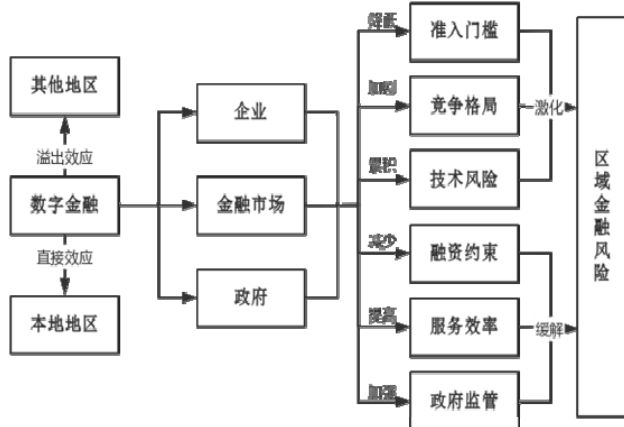 其他地区
溢出效应
数字金融
直接效应
本地地区
企业
金融市场
政府
降低
准入门槛
加剧
竞争格局
累积
技术风险
减少
融资约束
提高
服务效率
加强
政府监管
激化
缓解
区域金融风险